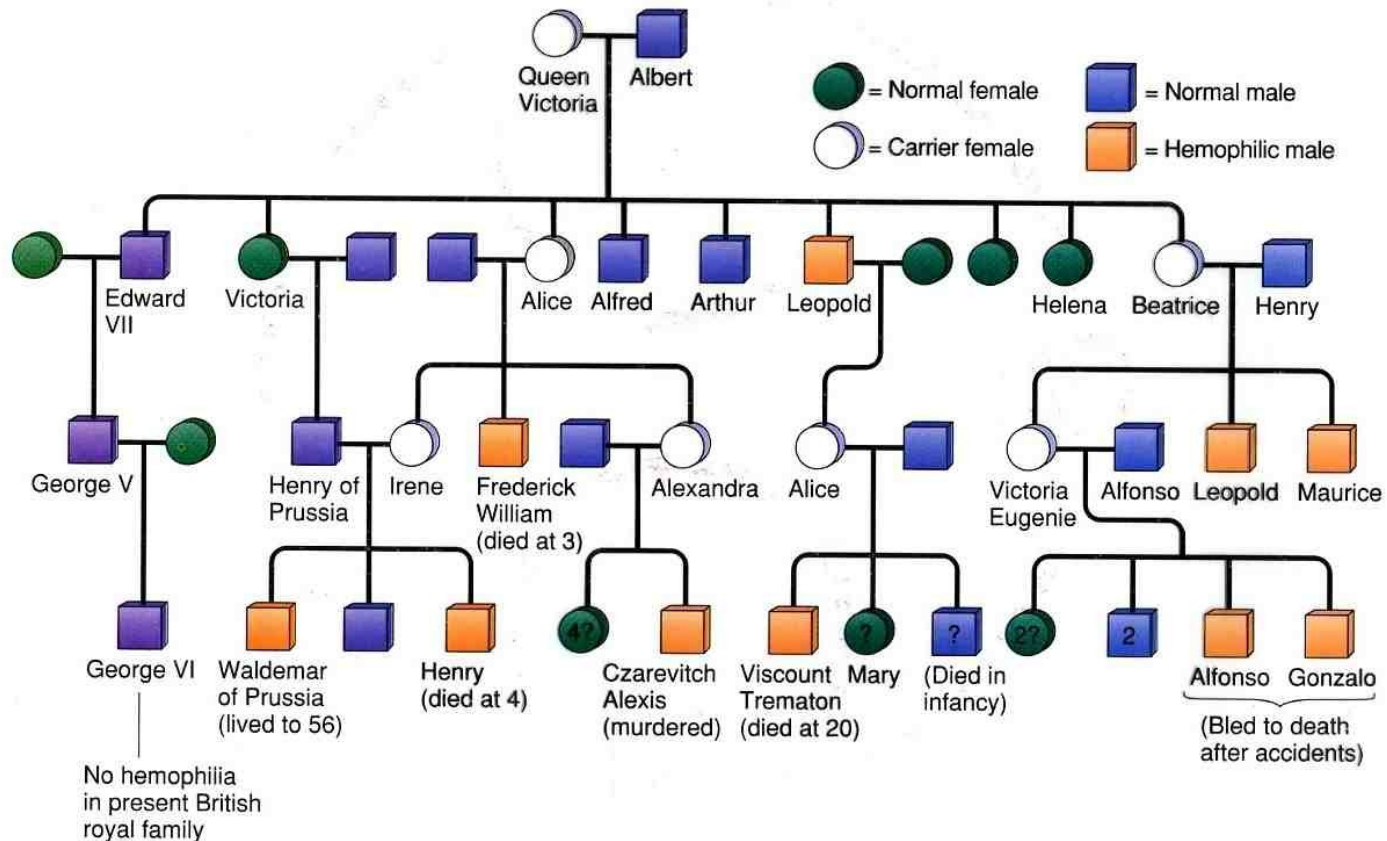 Queen
Victoria
Albert
= Normal female
= Normal male
= Carrier female
= Hemophilic male
Edward
VII
Victoria
Alice
Alfred
Arthur
Leopold
Helena
Beatrice
Henry
George V
Henry of
Prussia
Irene
Frederick
William
(died at 3)
Alexandra
Alice
Victoria
Eugenie
Alfonso
Leopold
Maurice
George VI
Waldemar
of Prussia
(lived to 56)
Henry
(died at 4)
4?
Czarevitch
Alexis
(murdered)
Viscount
Trematon
(died at 20)
?
Mary
?
(Died in
infancy)
2?
2
Alfonso
Gonzalo
(Bled to death
after accidents)
No hemophilia
in present British
royal family